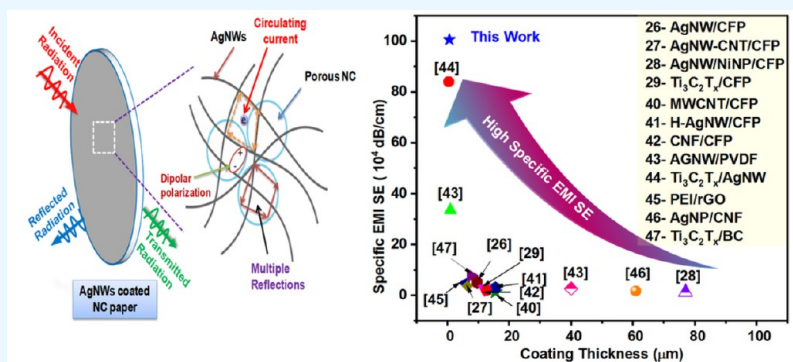 Incident
Radiation
Reflected
Radiation
Transmitted
Radiation
AgNWs coated
NC paper
AgNWs
Circulating
current
Porous NC
e
+
-
Dipolar
polarization
Multiple
Reflections
Specific EMI SE (10⁴ dB/cm)
100
80
60
40
20
0
0 20 40 60 80 100
Coating Thickness (μm)
This Work
[44]
[43]
[47]
[26]
[29]
[45]
[27]
[41]
[42]
[40]
[43]
[46]
[28]
High Specific EMI SE
26- AgNW/CFP
27- AgNW-CNT/CFP
28- AgNW/NiNP/CFP
29- Ti₃C₂Tₓ/CFP
40- MWCNT/CFP
41- H-AgNW/CFP
42- CNF/CFP
43- AGNW/PVDF
44- Ti₃C₂Tₓ/AgNW
45- PEI/rGO
46- AgNP/CNF
47- Ti₃C₂Tₓ/BC